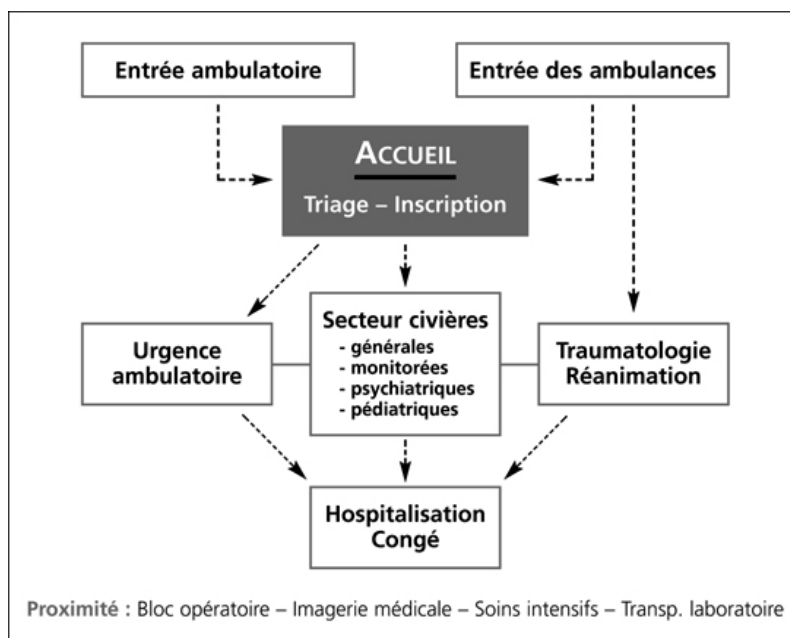 Entrée ambulatoire
Entrée des ambulances
ACCUEIL
Triage – Inscription
Urgence
ambulatoire
Secteur civières
- générales
- monitorées
- psychiatriques
- pédiatriques
Traumatologie
Réanimation
Hospitalisation
Congé
Proximité : Bloc opératoire – Imagerie médicale – Soins intensifs – Transp. laboratoire